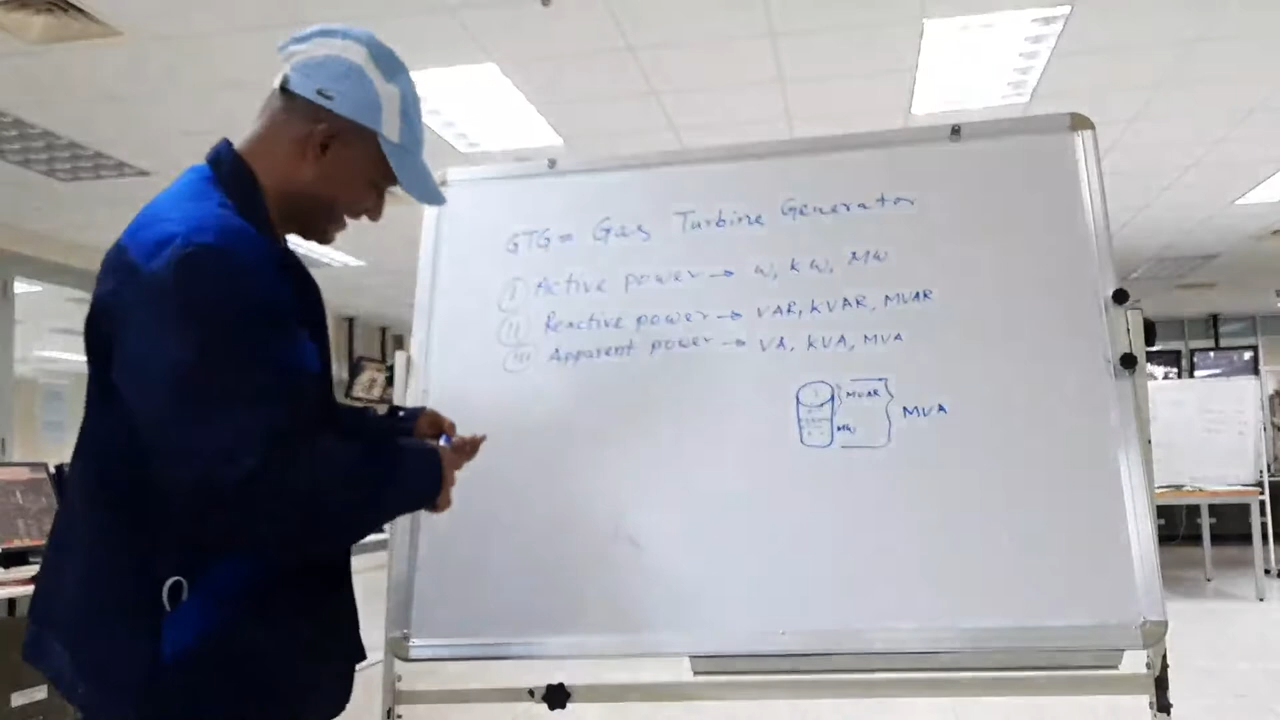 GTG = Gas Turbine Generator
(I) Active power → W, KW, MW
(II) Reactive power → VAR, KVAR, MVAR
(III) Apparent power → VA, KVA, MVA
MVAR
MW
MVA